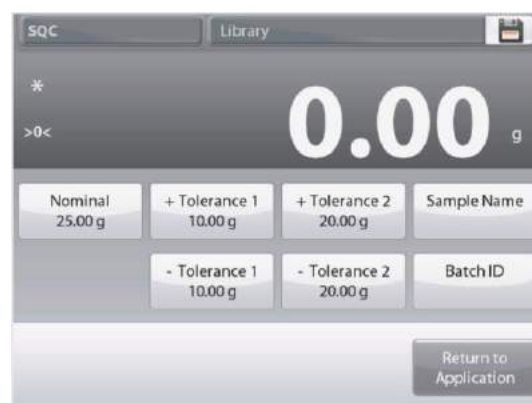 SQC
Library
*
>0<
0.00 g
Nominal
25.00 g
+ Tolerance 1
10.00 g
+ Tolerance 2
20.00 g
Sample Name
- Tolerance 1
10.00 g
- Tolerance 2
20.00 g
Batch ID
Return to
Application